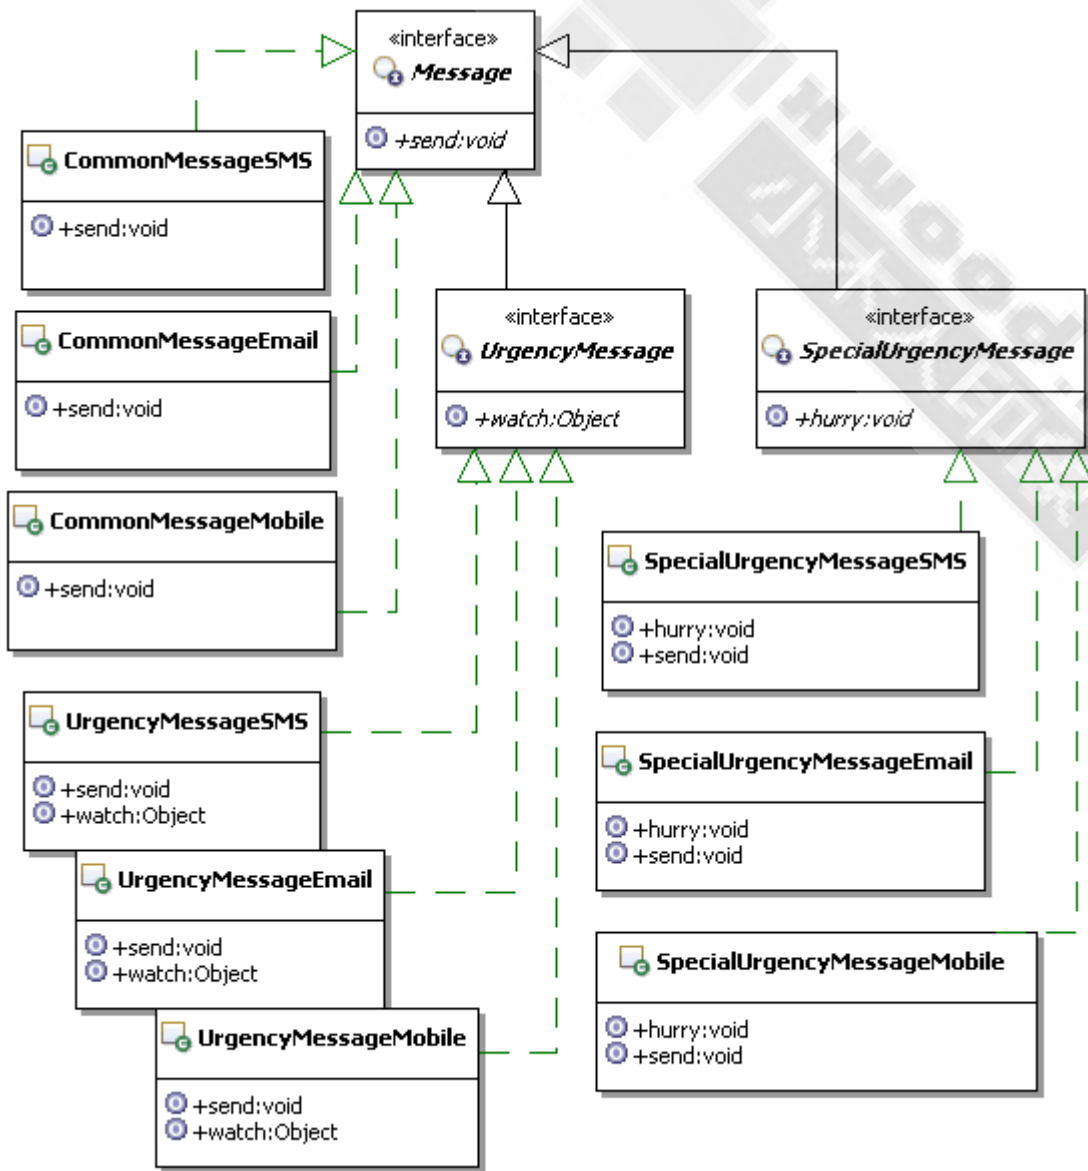 «interface»
Message
+send:void
CommonMessageSMS
+send:void
CommonMessageEmail
+send:void
«interface»
UrgencyMessage
+watch:Object
«interface»
SpecialUrgencyMessage
+hurry:void
CommonMessageMobile
+send:void
SpecialUrgencyMessageSMS
+hurry:void
+send:void
UrgencyMessageSMS
+send:void
+watch:Object
SpecialUrgencyMessageEmail
+hurry:void
+send:void
UrgencyMessageEmail
+send:void
+watch:Object
SpecialUrgencyMessageMobile
+hurry:void
+send:void
UrgencyMessageMobile
+send:void
+watch:Object